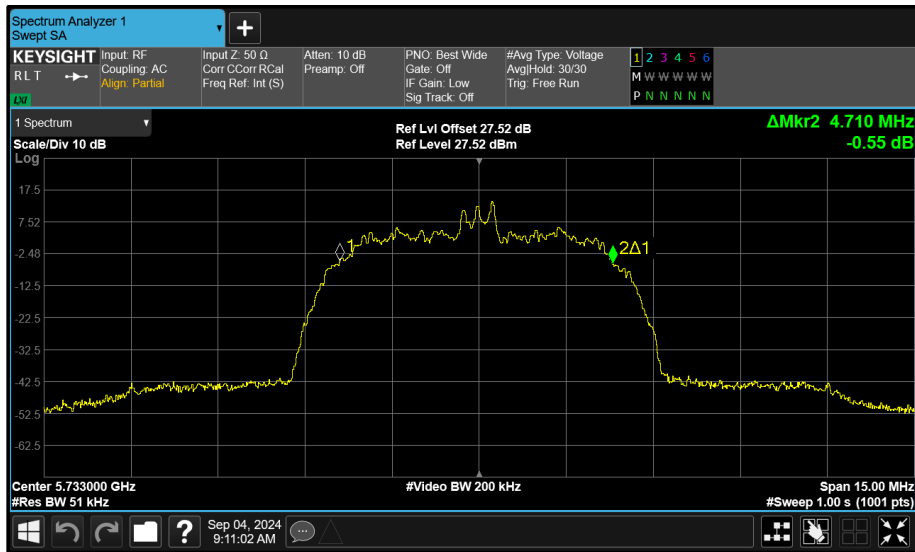 Spectrum Analyzer 1
Swept SA
+
KEYSIGHT
RLT
LXI
Input: RF
Coupling: AC
Align: Partial
Input Z: 50 Ω
Corr CCorr RCal
Freq Ref: Int (S)
Atten: 10 dB
Preamp: Off
PNO: Best Wide
Gate: Off
IF Gain: Low
Sig Track: Off
#Avg Type: Voltage
Avg|Hold: 30/30
Trig: Free Run
1 2 3 4 5 6
M W W W W W
P N N N N N
1 Spectrum
Scale/Div 10 dB
Ref Lvl Offset 27.52 dB
Ref Level 27.52 dBm
ΔMkr2 4.710 MHz
-0.55 dB
Log
17.5
7.52
-2.48
-12.5
-22.5
-32.5
-42.5
-52.5
-62.5
1
2Δ1
Center 5.733000 GHz
#Video BW 200 kHz
Span 15.00 MHz
#Res BW 51 kHz
#Sweep 1.00 s (1001 pts)
?
Sep 04, 2024
9:11:02 AM